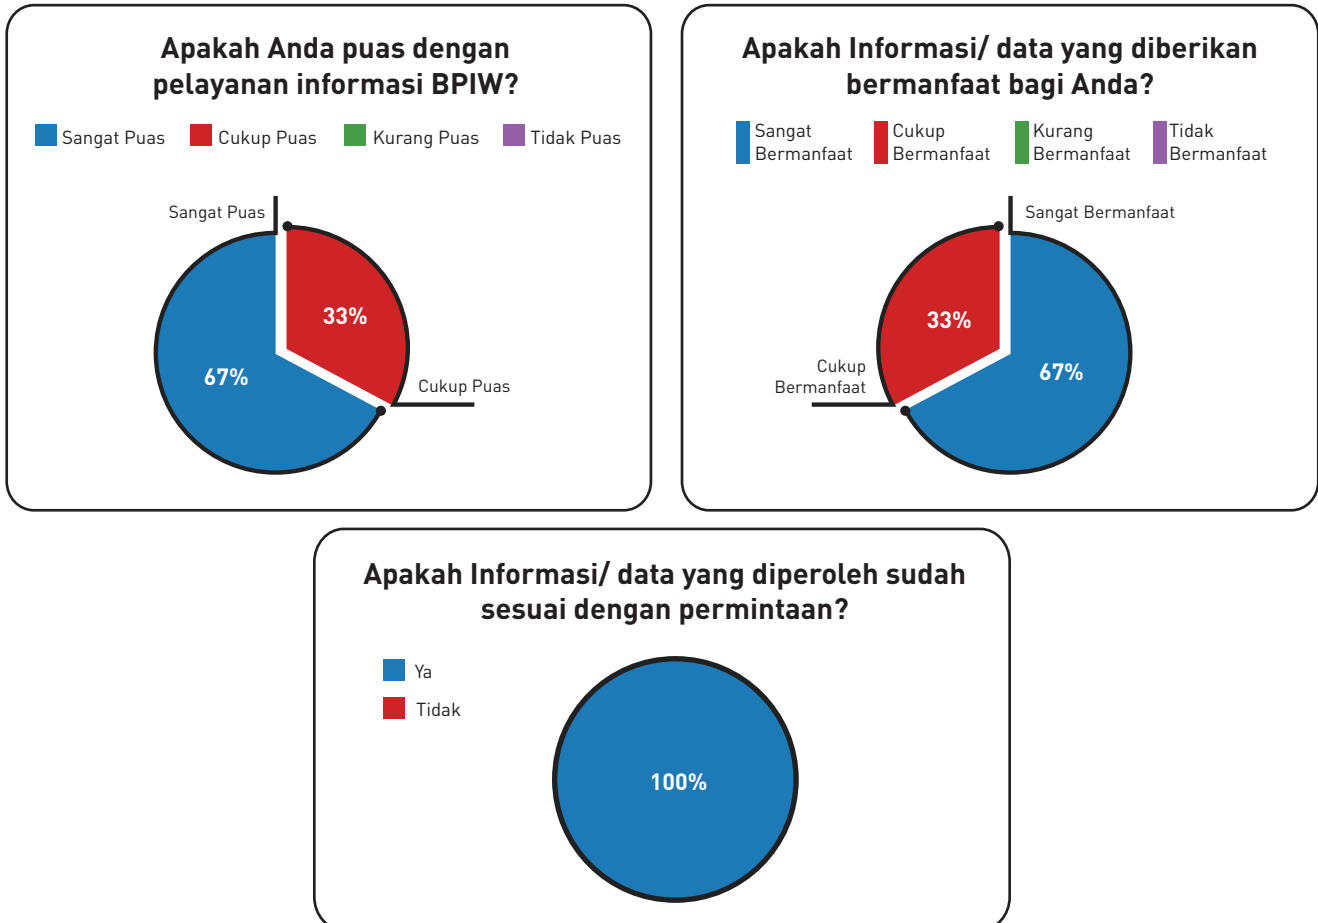 Apakah Anda puas dengan
pelayanan informasi BPIW?
Sangat Puas
Cukup Puas
Kurang Puas
Tidak Puas
Sangat Puas
33%
67%
Cukup Puas
Apakah Informasi/ data yang diberikan
bermanfaat bagi Anda?
Sangat
Bermanfaat
Cukup
Bermanfaat
Kurang
Bermanfaat
Tidak
Bermanfaat
Sangat Bermanfaat
33%
Cukup
Bermanfaat
67%
Apakah Informasi/ data yang diperoleh sudah
sesuai dengan permintaan?
Ya
Tidak
100%